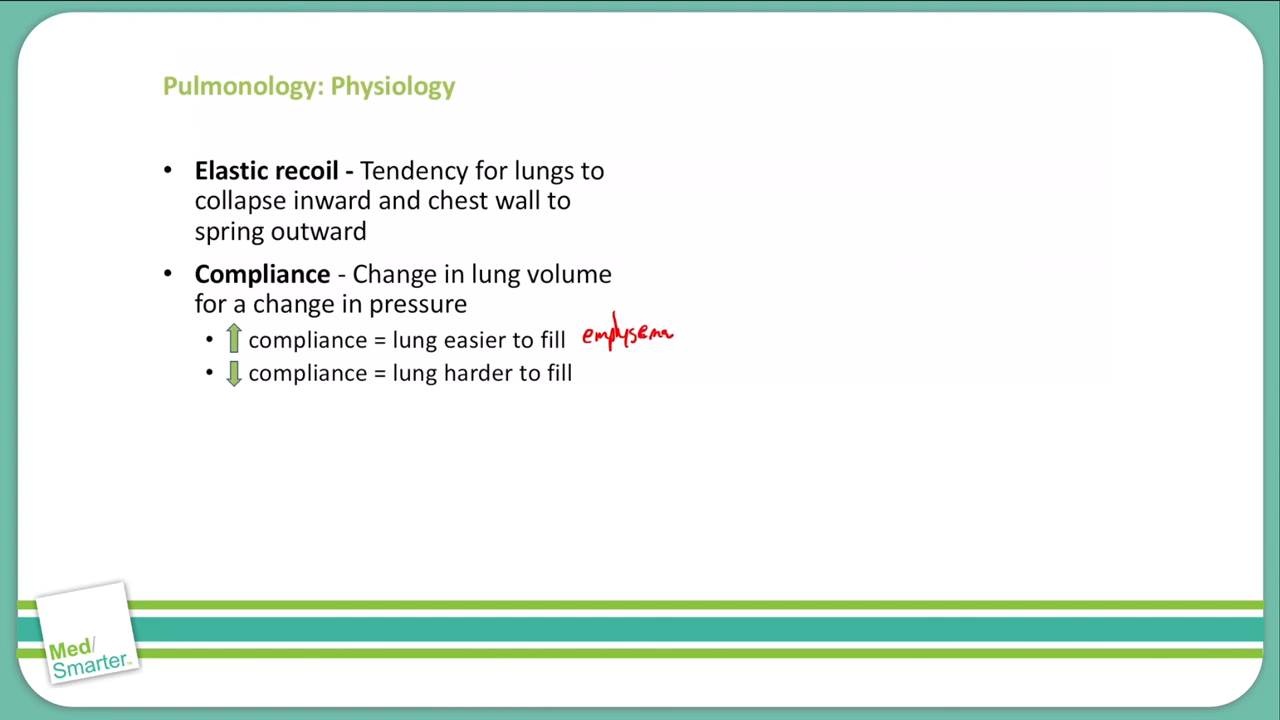 Pulmonology: Physiology
• Elastic recoil - Tendency for lungs to
collapse inward and chest wall to
spring outward
• Compliance - Change in lung volume
for a change in pressure
• ⬆ compliance = lung easier to fill emphysema
• ⬇ compliance = lung harder to fill
Med/
Smarter™